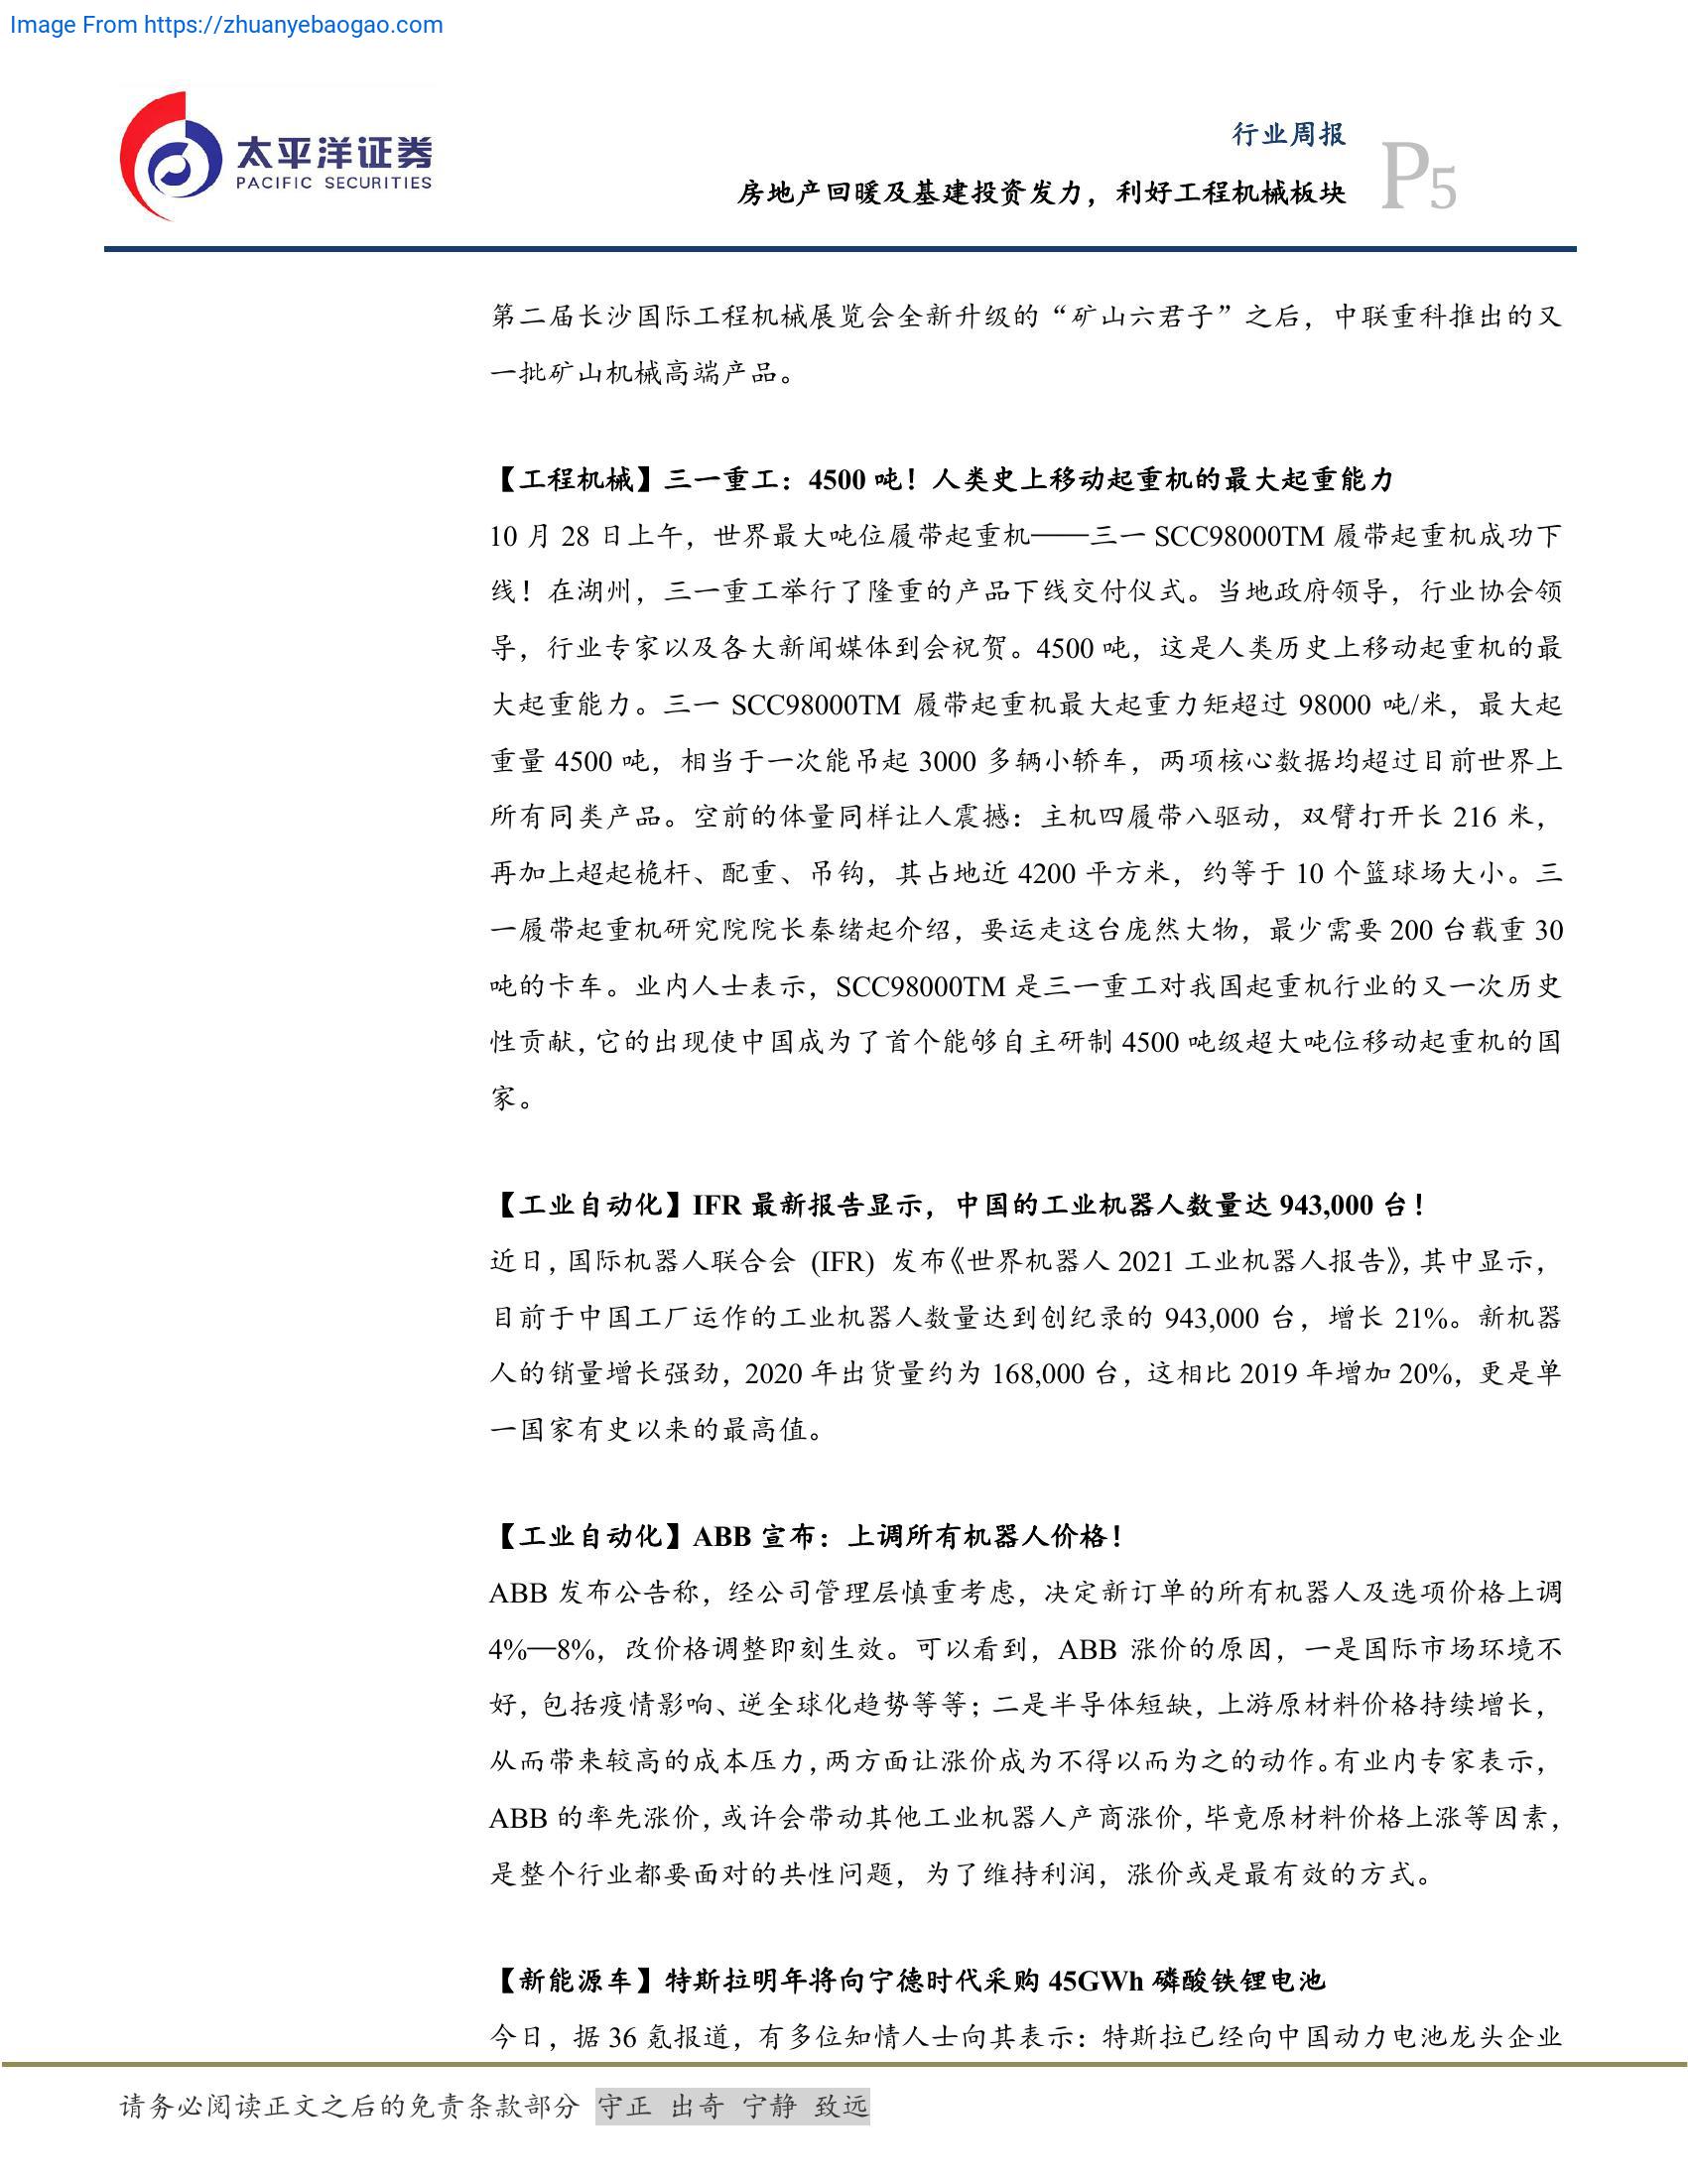 Image From https://zhuanyebaogao.com
太平洋证券
PACIFIC SECURITIES
行业周报
房地产回暖及基建投资发力，利好工程机械板块
P5
第二届长沙国际工程机械展览会全新升级的“矿山六君子”之后，中联重科推出的又
一批矿山机械高端产品。
【工程机械】三一重工：4500 吨！人类史上移动起重机的最大起重能力
10 月 28 日上午，世界最大吨位履带起重机——三一 SCC98000TM 履带起重机成功下
线！在湖州，三一重工举行了隆重的产品下线交付仪式。当地政府领导，行业协会领
导，行业专家以及各大新闻媒体到会祝贺。4500 吨，这是人类历史上移动起重机的最
大起重能力。三一 SCC98000TM 履带起重机最大起重力矩超过 98000 吨/米，最大起
重量 4500 吨，相当于一次能吊起 3000 多辆小轿车，两项核心数据均超过目前世界上
所有同类产品。空前的体量同样让人震撼：主机四履带八驱动，双臂打开长 216 米，
再加上超起桅杆、配重、吊钩，其占地近 4200 平方米，约等于 10 个篮球场大小。三
一履带起重机研究院院长秦绪起介绍，要运走这台庞然大物，最少需要 200 台载重 30
吨的卡车。业内人士表示，SCC98000TM 是三一重工对我国起重机行业的又一次历史
性贡献，它的出现使中国成为了首个能够自主研制 4500 吨级超大吨位移动起重机的国
家。
【工业自动化】IFR 最新报告显示，中国的工业机器人数量达 943,000 台！
近日，国际机器人联合会 (IFR) 发布《世界机器人 2021 工业机器人报告》，其中显示，
目前于中国工厂运作的工业机器人数量达到创纪录的 943,000 台，增长 21%。新机器
人的销量增长强劲，2020 年出货量约为 168,000 台，这相比 2019 年增加 20%，更是单
一国家有史以来的最高值。
【工业自动化】ABB 宣布：上调所有机器人价格！
ABB 发布公告称，经公司管理层慎重考虑，决定新订单的所有机器人及选项价格上调
4%—8%，改价格调整即刻生效。可以看到，ABB 涨价的原因，一是国际市场环境不
好，包括疫情影响、逆全球化趋势等等；二是半导体短缺，上游原材料价格持续增长，
从而带来较高的成本压力，两方面让涨价成为不得以而为之的动作。有业内专家表示，
ABB 的率先涨价，或许会带动其他工业机器人产商涨价，毕竟原材料价格上涨等因素，
是整个行业都要面对的共性问题，为了维持利润，涨价或是最有效的方式。
【新能源车】特斯拉明年将向宁德时代采购 45GWh 磷酸铁锂电池
今日，据 36 氪报道，有多位知情人士向其表示：特斯拉已经向中国动力电池龙头企业
请务必阅读正文之后的免责条款部分 守正 出奇 宁静 致远